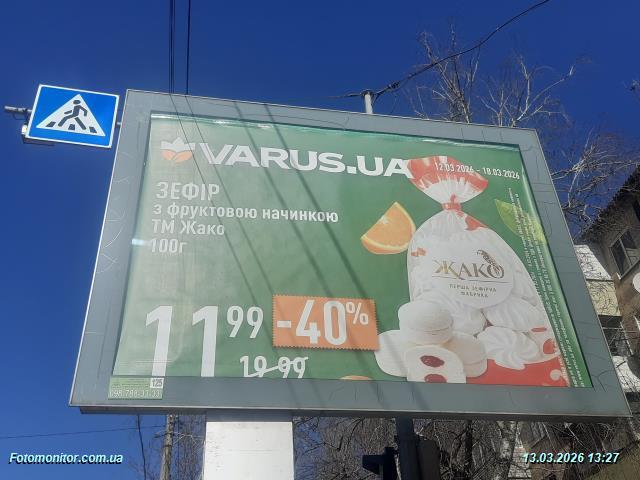 VARUS.UA
12.03.2026 - 18.03.2026
ЗЕФІР
з фруктовою начинкою
ТМ Жако
100г
ЖАКО
ПЕРША ЗЕФІРНА
ФАБРИКА
11 99
-40%
19.99
125
Fotomonitor.com.ua
13.03.2026 13:27